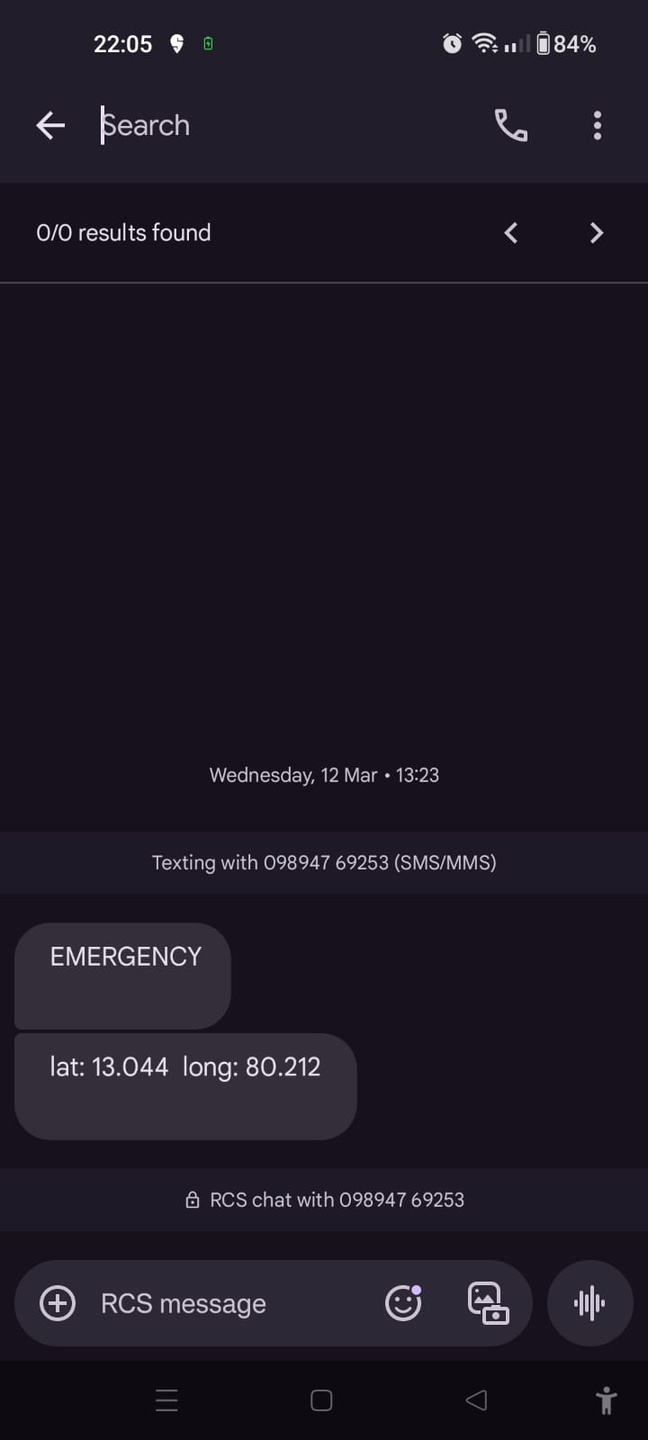 22:05 84%
Search
0/0 results found
Wednesday, 12 Mar • 13:23
Texting with 098947 69253 (SMS/MMS)
EMERGENCY
lat: 13.044 long: 80.212
RCS chat with 098947 69253
RCS message